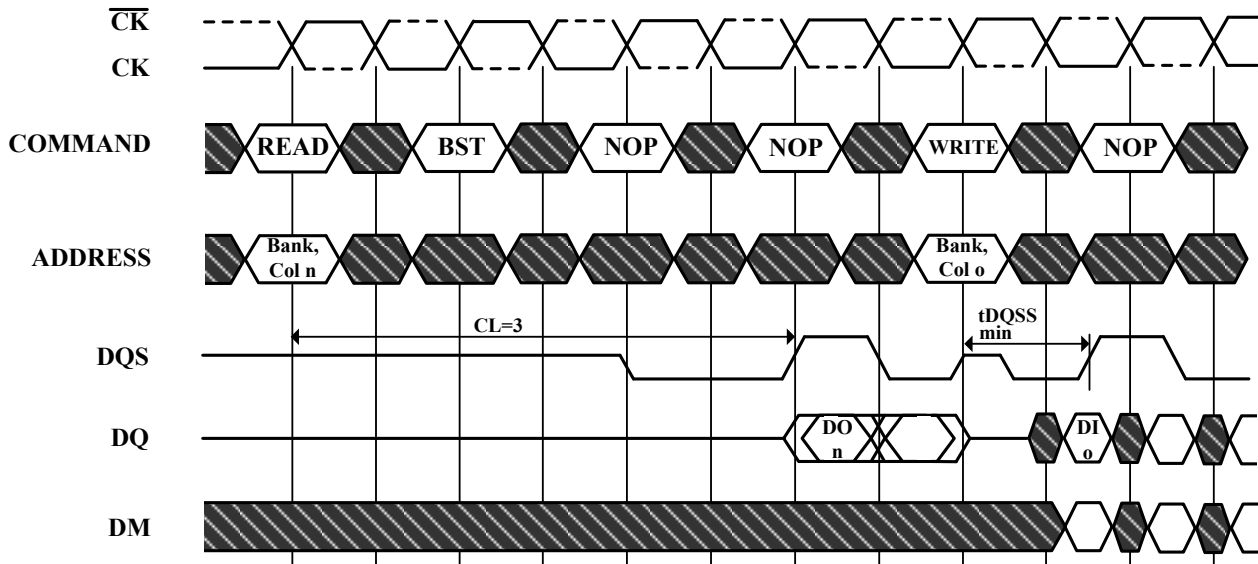 CK
CK
COMMAND
READ
BST
NOP
NOP
WRITE
NOP
ADDRESS
Bank,
Col n
Bank,
Col o
CL=3
tDQSS
min
DQS
DQ
DO
n
DI
o
DM